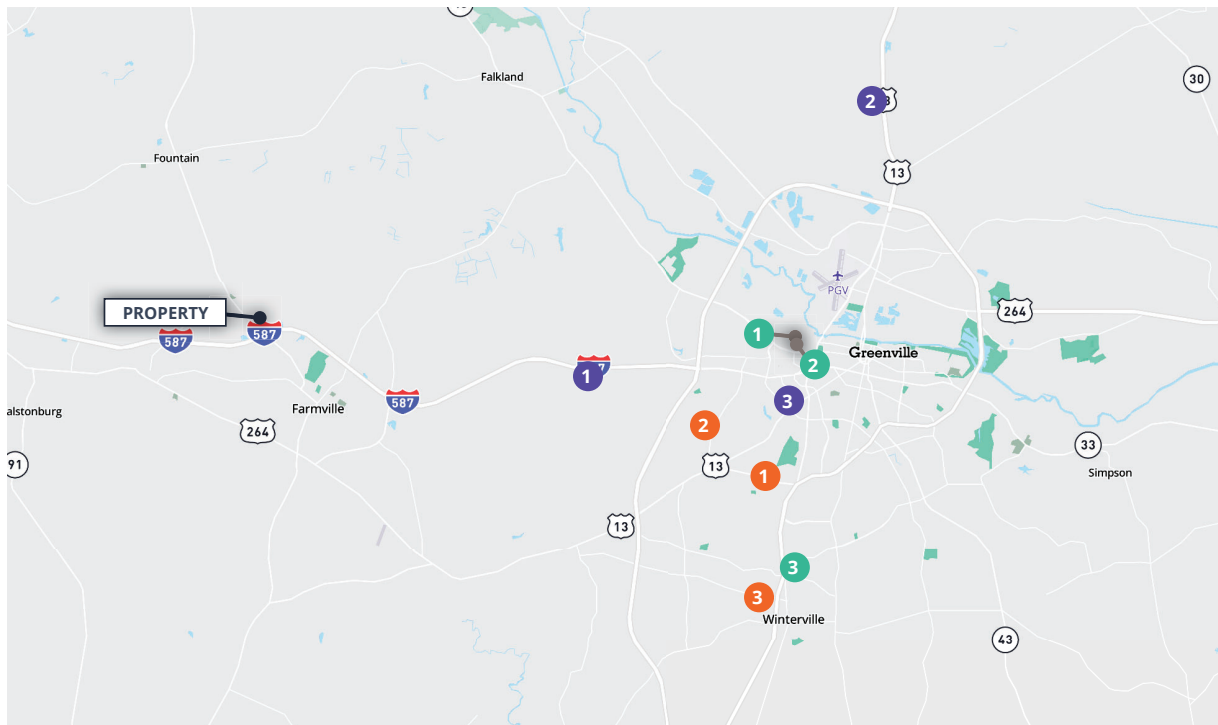 Falkland
30
2
13
Fountain
PGV
PROPERTY
587
587
264
1
Greenville
2
1
587
3
Farmville
alstonburg
264
2
33
91
13
1
Simpson
13
3
3
Winterville
43